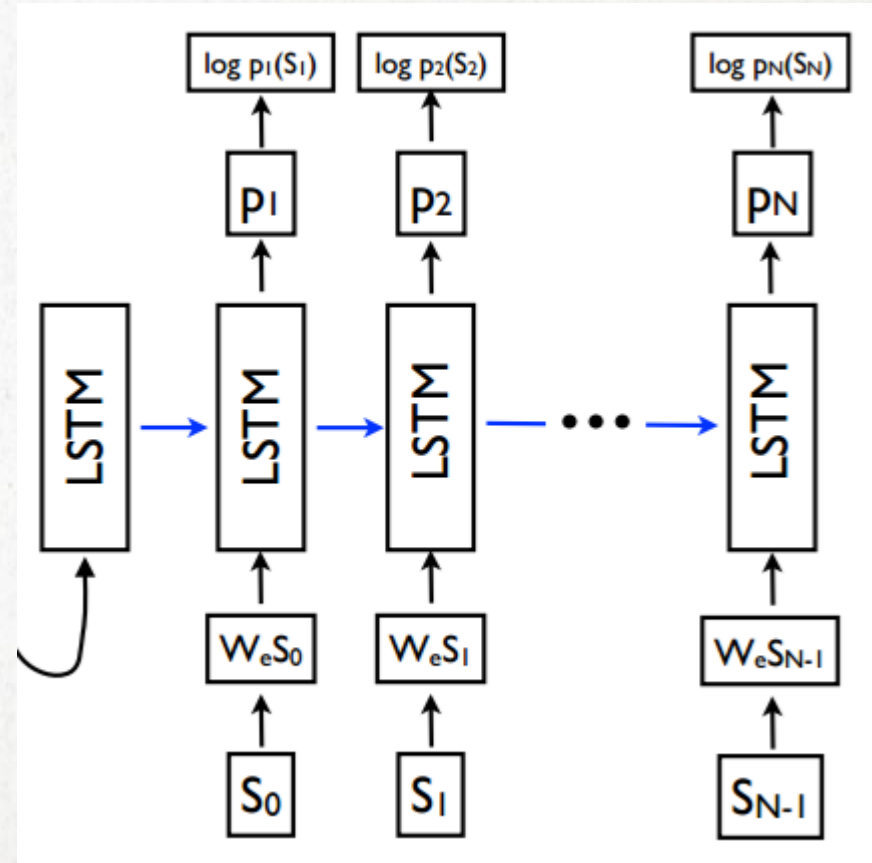 log p₁(S₁) log p₂(S₂) log pN(SN)
p₁ p₂ pN
LSTM LSTM LSTM ••• LSTM
WeS₀ WeS₁ WeSN-1
S₀ S₁ SN-1